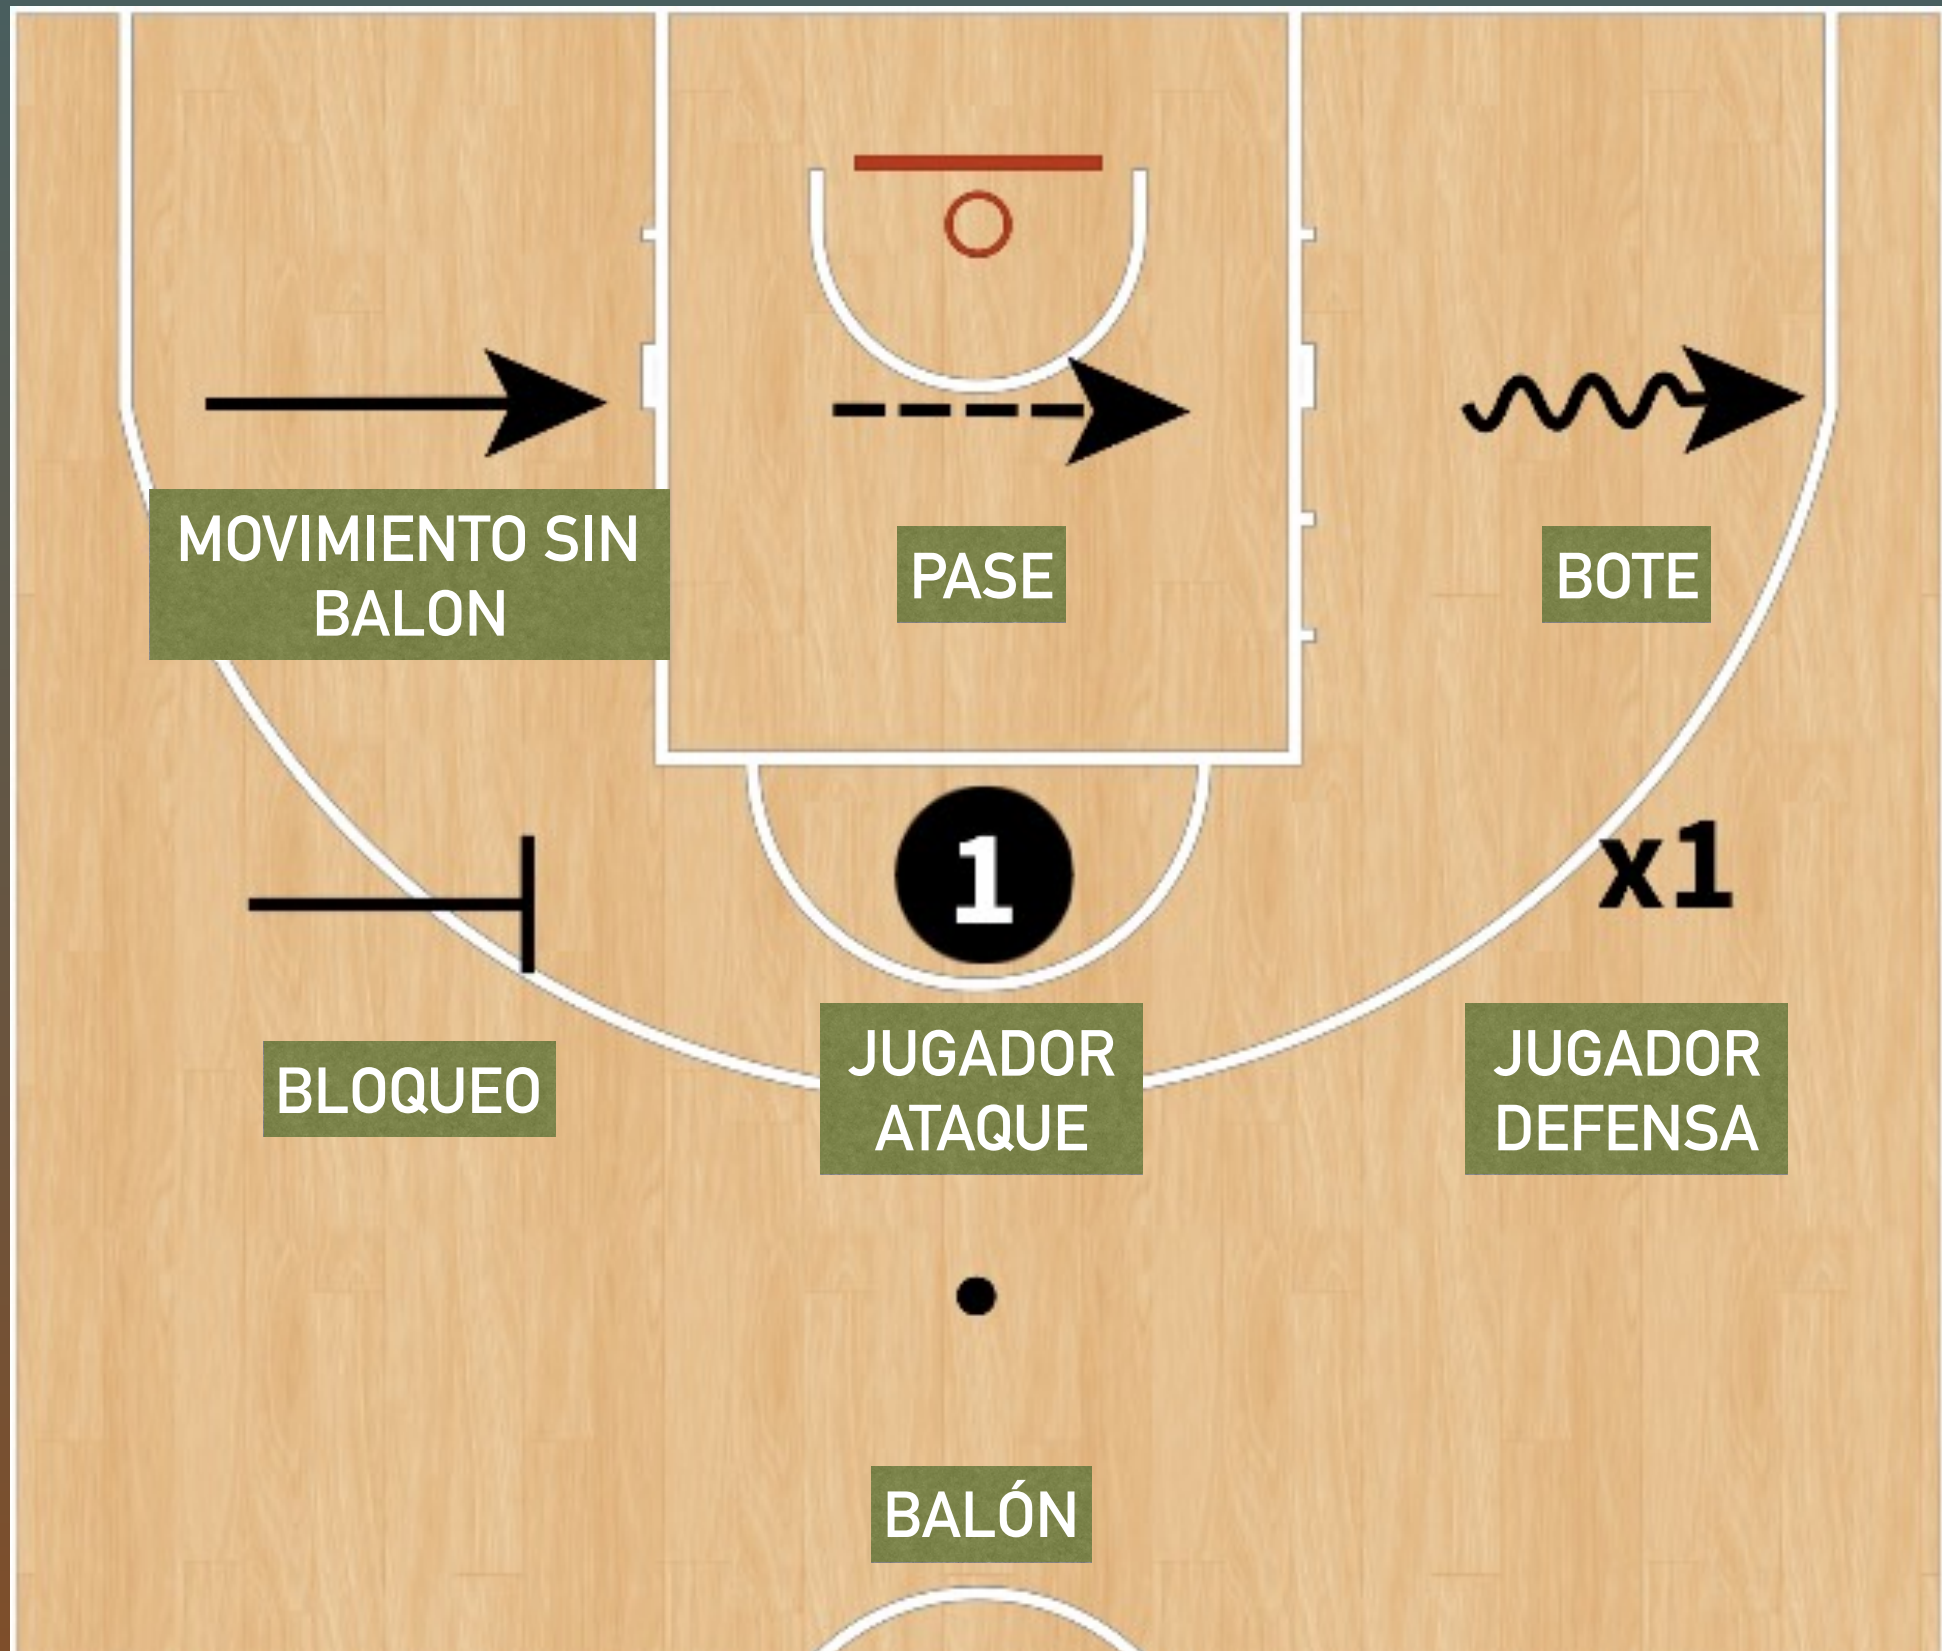 MOVIMIENTO SIN
BALON
PASE
BOTE
1
x1
BLOQUEO
JUGADOR
ATAQUE
JUGADOR
DEFENSA
BALÓN